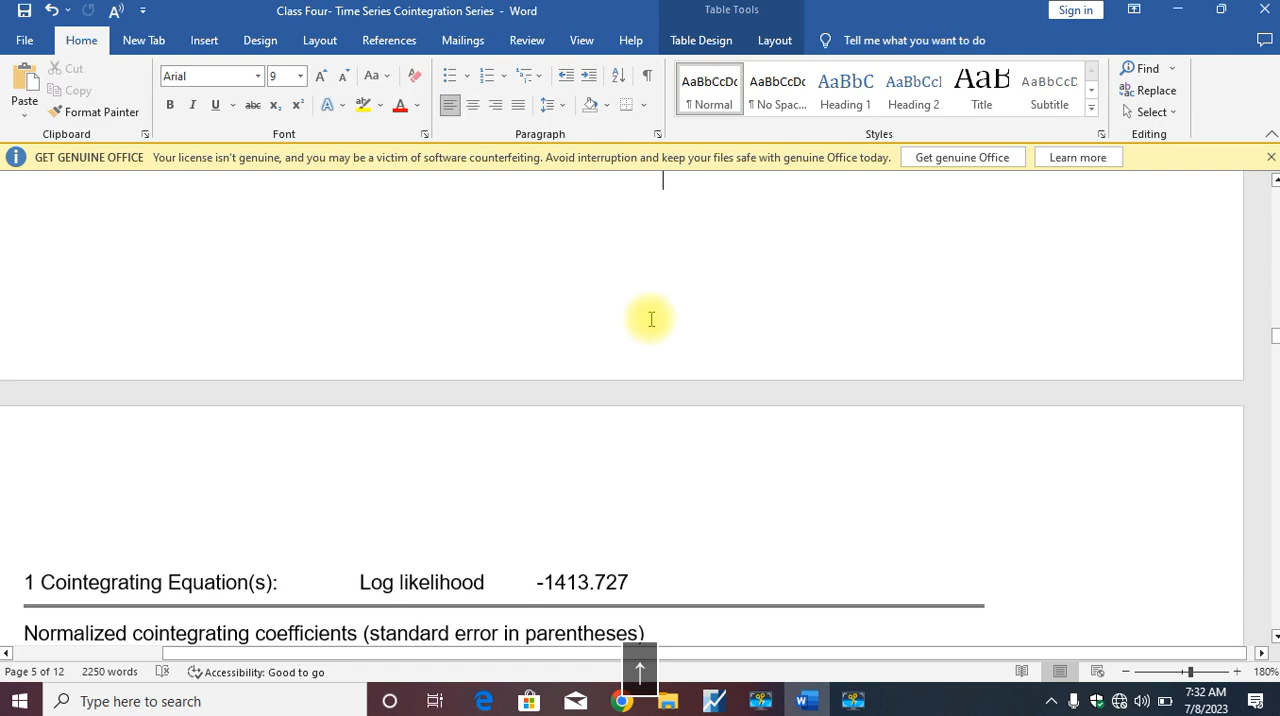 Class Four- Time Series Cointegration Series - Word
Table Tools
Sign in
File
Home
New Tab
Insert
Design
Layout
References
Mailings
Review
View
Help
Table Design
Layout
Tell me what you want to do
Paste
Cut
Copy
Format Painter
Clipboard
Arial
9
Font
Paragraph
AaBbCcDc
¶ Normal
AaBbCcDc
¶ No Spac...
AaBbC
Heading 1
AaBbCcI
Heading 2
AaB
Title
AaBbCcD
Subtitle
Styles
Find
Replace
Select
Editing
GET GENUINE OFFICE Your license isn't genuine, and you may be a victim of software counterfeiting. Avoid interruption and keep your files safe with genuine Office today.
Get genuine Office
Learn more
1 Cointegrating Equation(s): Log likelihood -1413.727
Normalized cointegrating coefficients (standard error in parentheses)
Page 5 of 12
2250 words
Accessibility: Good to go
180%
Type here to search
7:32 AM
7/8/2023